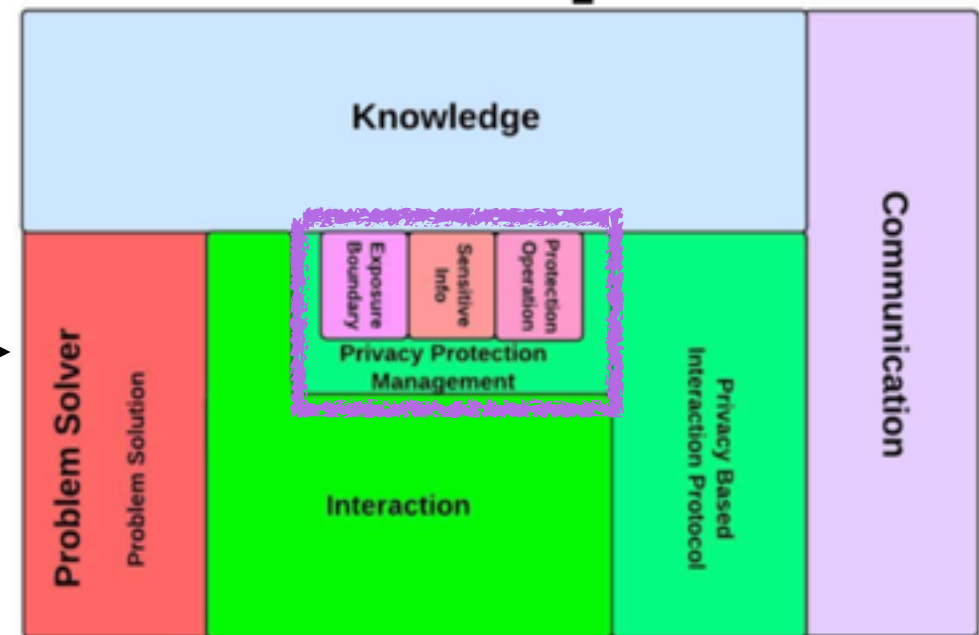 Knowledge
Communication
Problem Solver
Problem Solution
Exposure
Boundary
Sensitive
Info
Protection
Operation
Privacy Protection
Management
Interaction
Privacy Based
Interaction Protocol